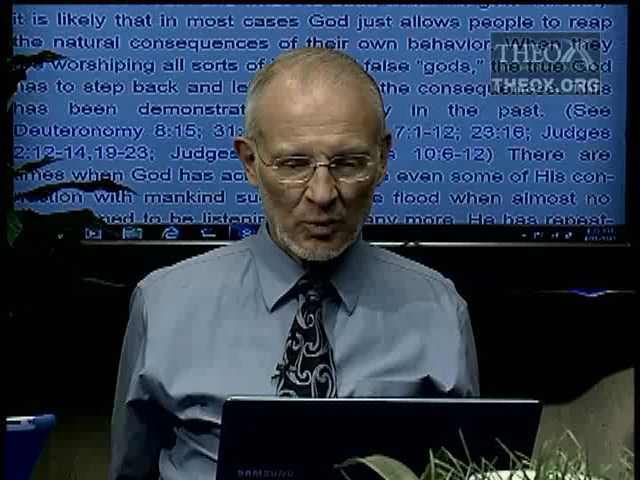 it is likely that in most cases God just allows people to reap
the natural consequences of their own behavior. When they
worshiping all sorts false "gods," the true God
has to step back and the consequences. This
has been in the past. (See
Deuteronomy 8:15; 7:1-12; 23:16; Judges
2:12-14,19-23; Judges 10:6-12) There are
times when God has even some of His con-
with mankind flood when almost no
to be listening any more. He has repeat-
THEOX
THEOX.ORG
SAMSUNG